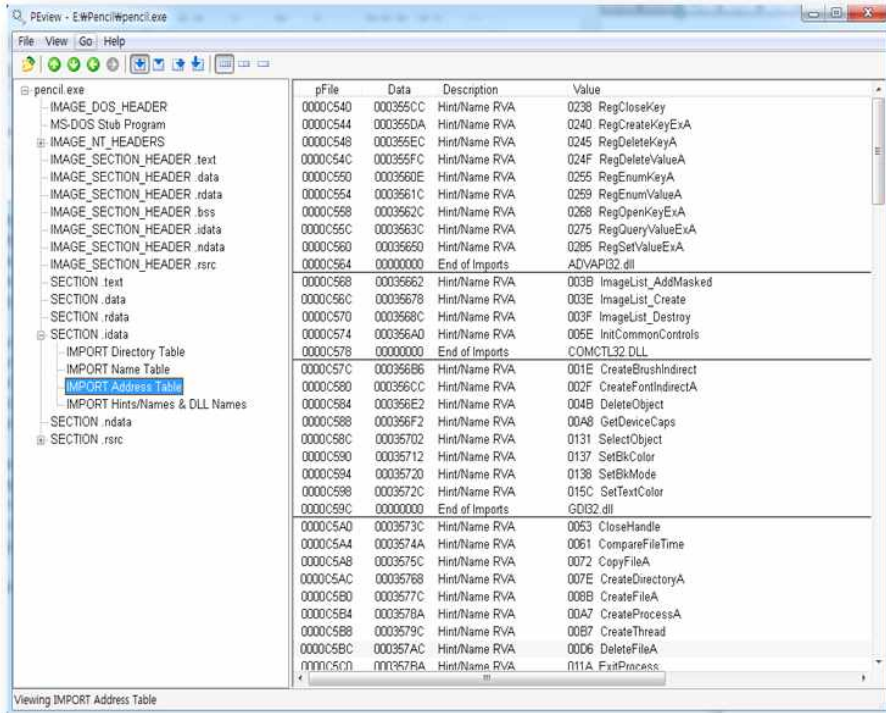 PEview - E:₩Pencil₩pencil.exe
File View Go Help
pencil.exe
IMAGE_DOS_HEADER
MS-DOS Stub Program
IMAGE_NT_HEADERS
IMAGE_SECTION_HEADER .text
IMAGE_SECTION_HEADER .data
IMAGE_SECTION_HEADER .rdata
IMAGE_SECTION_HEADER .bss
IMAGE_SECTION_HEADER .idata
IMAGE_SECTION_HEADER .ndata
IMAGE_SECTION_HEADER .rsrc
SECTION .text
SECTION .data
SECTION .rdata
SECTION .idata
IMPORT Directory Table
IMPORT Name Table
IMPORT Address Table
IMPORT Hints/Names & DLL Names
SECTION .ndata
SECTION .rsrc
pFile Data Description Value
0000C540 000355CC Hint/Name RVA 0238 RegCloseKey
0000C544 000355DA Hint/Name RVA 0240 RegCreateKeyExA
0000C548 000355EC Hint/Name RVA 0245 RegDeleteKeyA
0000C54C 000355FC Hint/Name RVA 024F RegDeleteValueA
0000C550 0003560E Hint/Name RVA 0255 RegEnumKeyA
0000C554 0003561C Hint/Name RVA 0259 RegEnumValueA
0000C558 0003562C Hint/Name RVA 0268 RegOpenKeyExA
0000C55C 0003563C Hint/Name RVA 0275 RegQueryValueExA
0000C560 00035650 Hint/Name RVA 0285 RegSetValueExA
0000C564 00000000 End of Imports ADVAPI32.dll
0000C568 00035662 Hint/Name RVA 003B ImageList_AddMasked
0000C56C 00035678 Hint/Name RVA 003E ImageList_Create
0000C570 0003568C Hint/Name RVA 003F ImageList_Destroy
0000C574 000356A0 Hint/Name RVA 005E InitCommonControls
0000C578 00000000 End of Imports COMCTL32.DLL
0000C57C 000356B6 Hint/Name RVA 001E CreateBrushIndirect
0000C580 000356CC Hint/Name RVA 002F CreateFontIndirectA
0000C584 000356E2 Hint/Name RVA 004B DeleteObject
0000C588 000356F2 Hint/Name RVA 00A8 GetDeviceCaps
0000C58C 00035702 Hint/Name RVA 0131 SelectObject
0000C590 00035712 Hint/Name RVA 0137 SetBkColor
0000C594 00035720 Hint/Name RVA 0138 SetBkMode
0000C598 0003572C Hint/Name RVA 015C SetTextColor
0000C59C 00000000 End of Imports GDI32.dll
0000C5A0 0003573C Hint/Name RVA 0053 CloseHandle
0000C5A4 0003574A Hint/Name RVA 0061 CompareFileTime
0000C5A8 0003575C Hint/Name RVA 0072 CopyFileA
0000C5AC 00035768 Hint/Name RVA 007E CreateDirectoryA
0000C5B0 0003577C Hint/Name RVA 008B CreateFileA
0000C5B4 0003578A Hint/Name RVA 00A7 CreateProcessA
0000C5B8 0003579C Hint/Name RVA 00B7 CreateThread
0000C5BC 000357AC Hint/Name RVA 00D6 DeleteFileA
0000C5C0 000357BA Hint/Name RVA 011A ExitProcess
Viewing IMPORT Address Table